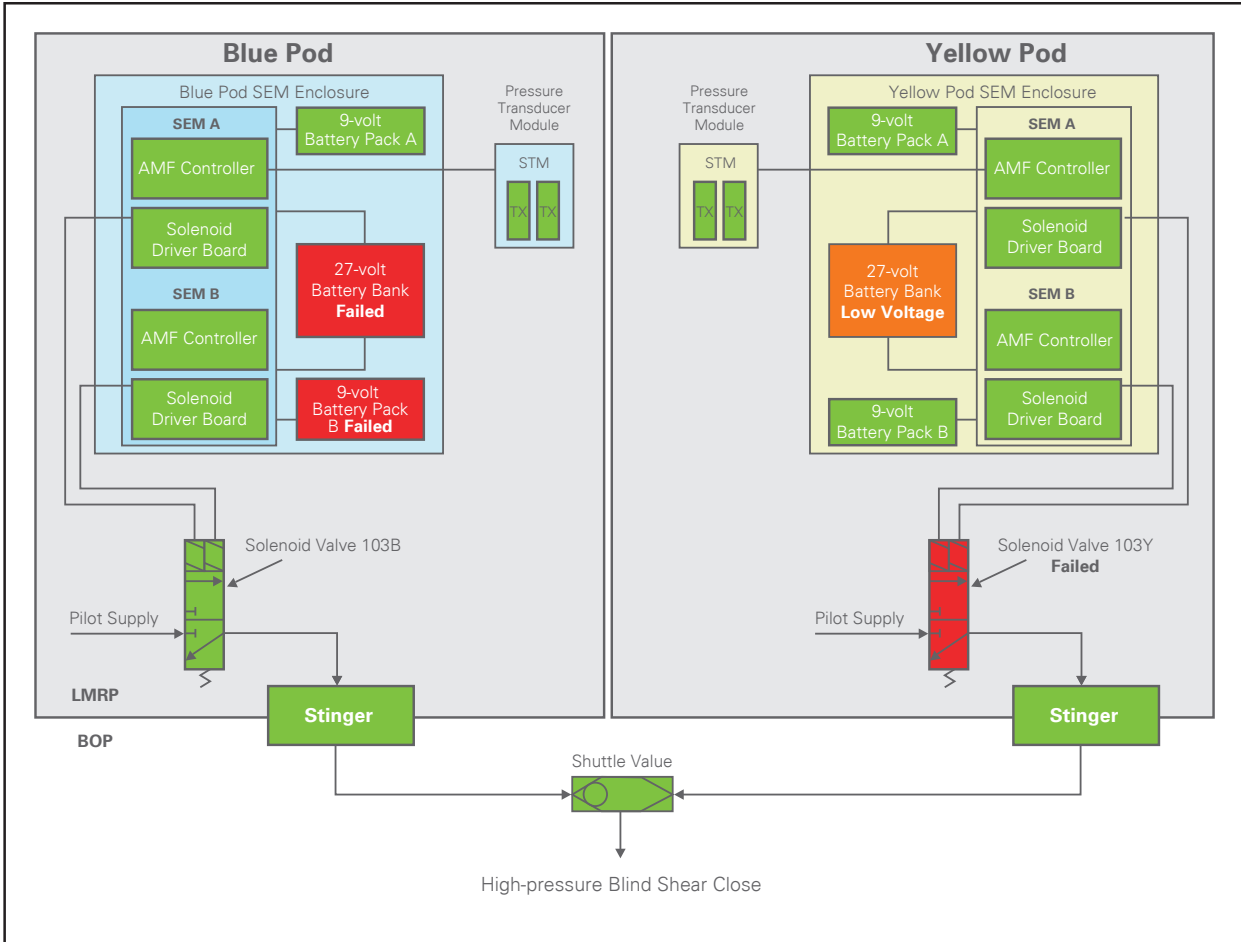 Blue Pod
Blue Pod SEM Enclosure
SEM A
AMF Controller
Solenoid
Driver Board
SEM B
AMF Controller
Solenoid
Driver Board
9-volt
Battery Pack A
27-volt
Battery Bank
Failed
9-volt
Battery Pack
B Failed
Pressure
Transducer
Module
STM
TX
TX
Solenoid Valve 103B
Pilot Supply
LMRP
BOP
Stinger
Yellow Pod
Pressure
Transducer
Module
STM
TX
TX
Yellow Pod SEM Enclosure
9-volt
Battery Pack A
27-volt
Battery Bank
Low Voltage
9-volt
Battery Pack B
SEM A
AMF Controller
Solenoid
Driver Board
SEM B
AMF Controller
Solenoid
Driver Board
Solenoid Valve 103Y
Failed
Pilot Supply
Stinger
Shuttle Value
High-pressure Blind Shear Close